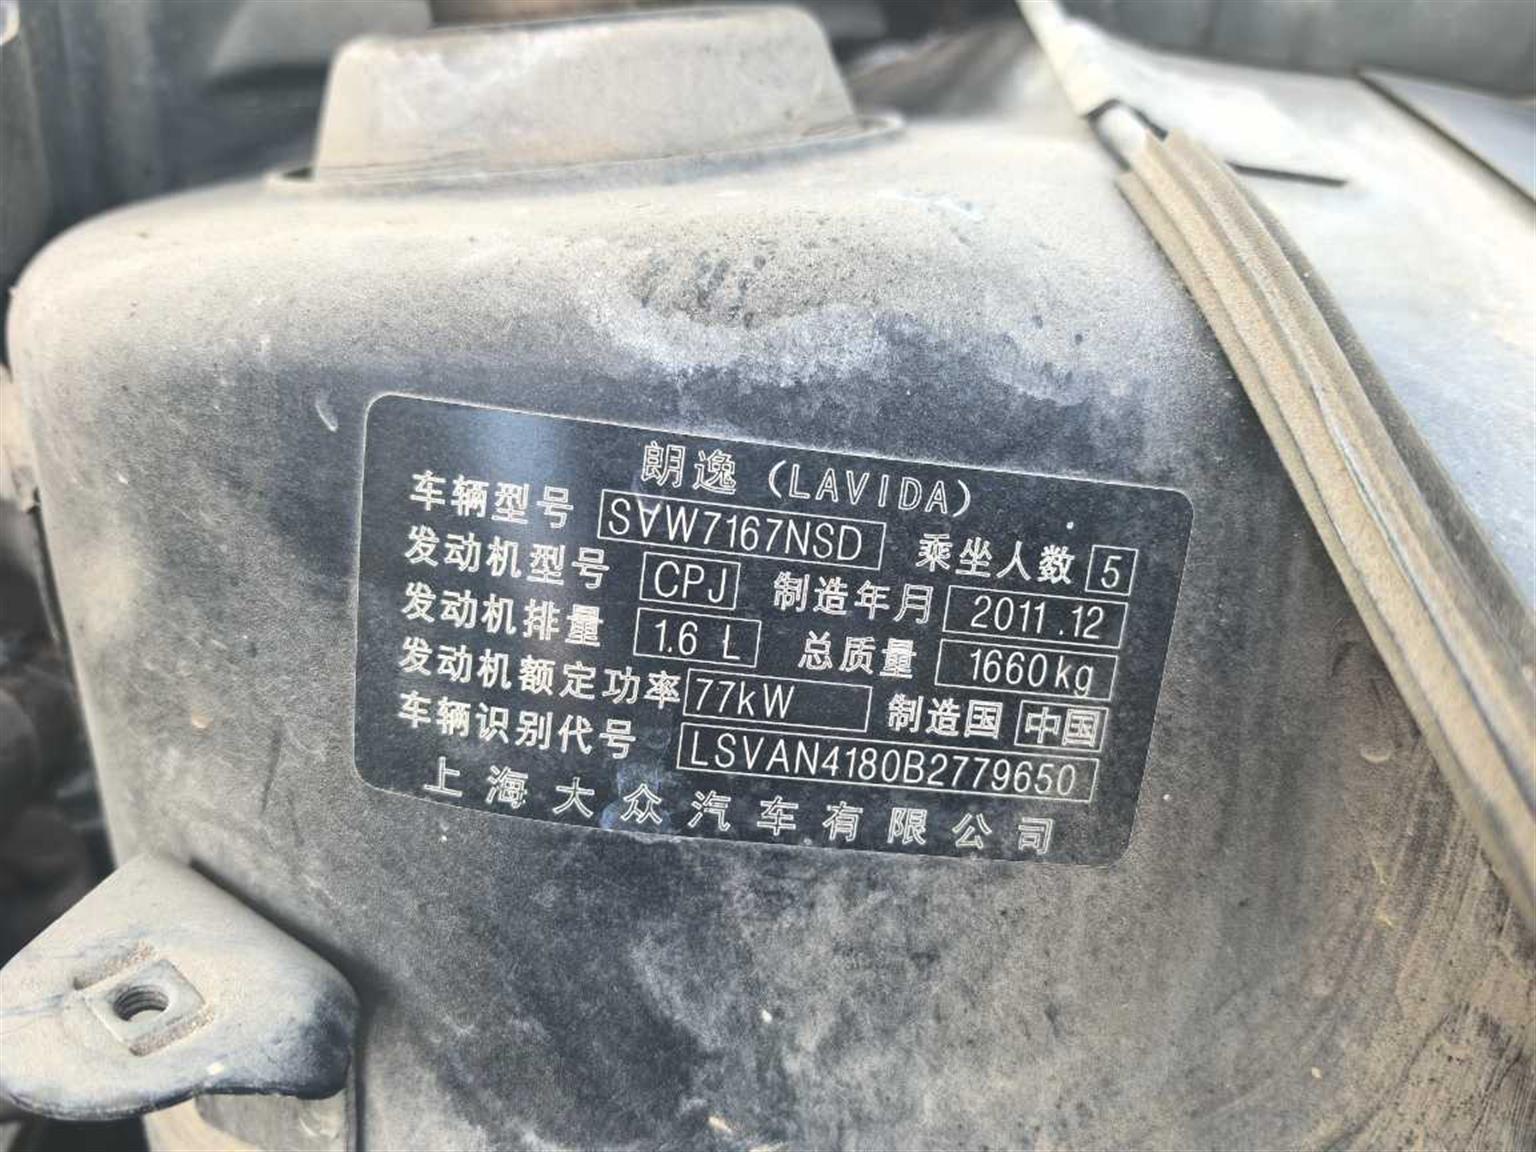 朗逸 (LAVIDA)
车辆型号 SVW7167NSD 乘坐人数 5
发动机型号 CPJ 制造年月 2011.12
发动机排量 1.6 L 总质量 1660kg
发动机额定功率 77kW 制造国 中国
车辆识别代号 LSVAN4180B2779650
上海大众汽车有限公司